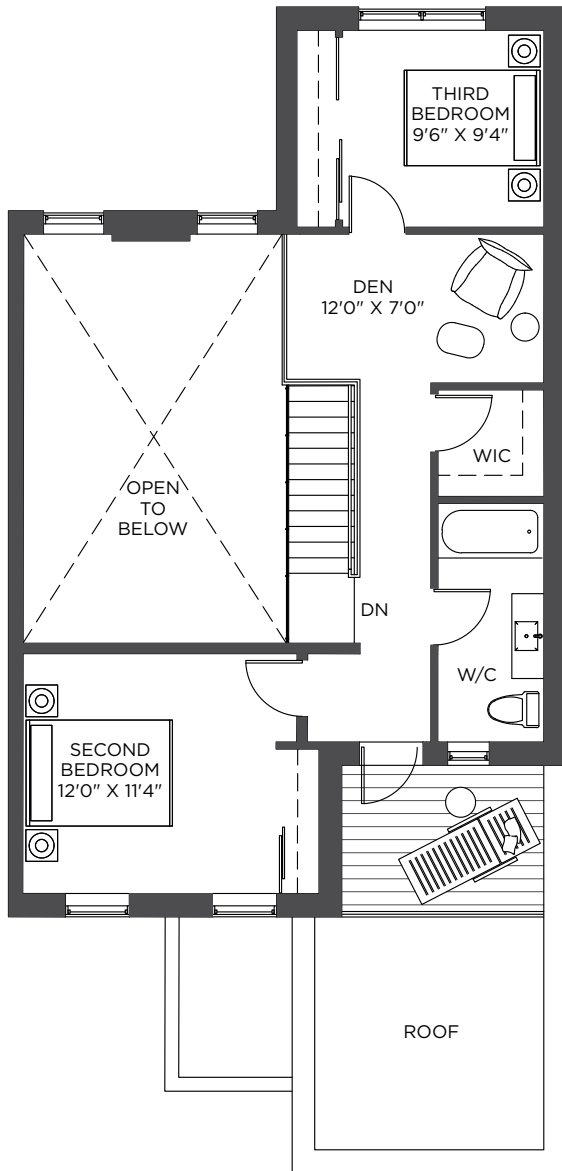 THIRD
BEDROOM
9'6" X 9'4"
DEN
12'0" X 7'0"
WIC
OPEN
TO
BELOW
DN
W/C
SECOND
BEDROOM
12'0" X 11'4"
ROOF